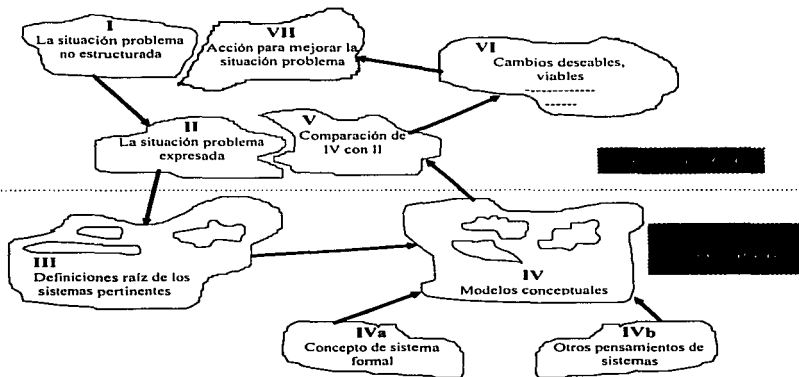 I
La situación problema
no estructurada
VII
Acción para mejorar la
situación problema
VI
Cambios deseables,
viables
II
La situación problema
expresada
V
Comparación de
IV con II
III
Definiciones raíz de los
sistemas pertinentes
IV
Modelos conceptuales
IVa
Concepto de sistema
formal
IVb
Otros pensamientos de
sistemas